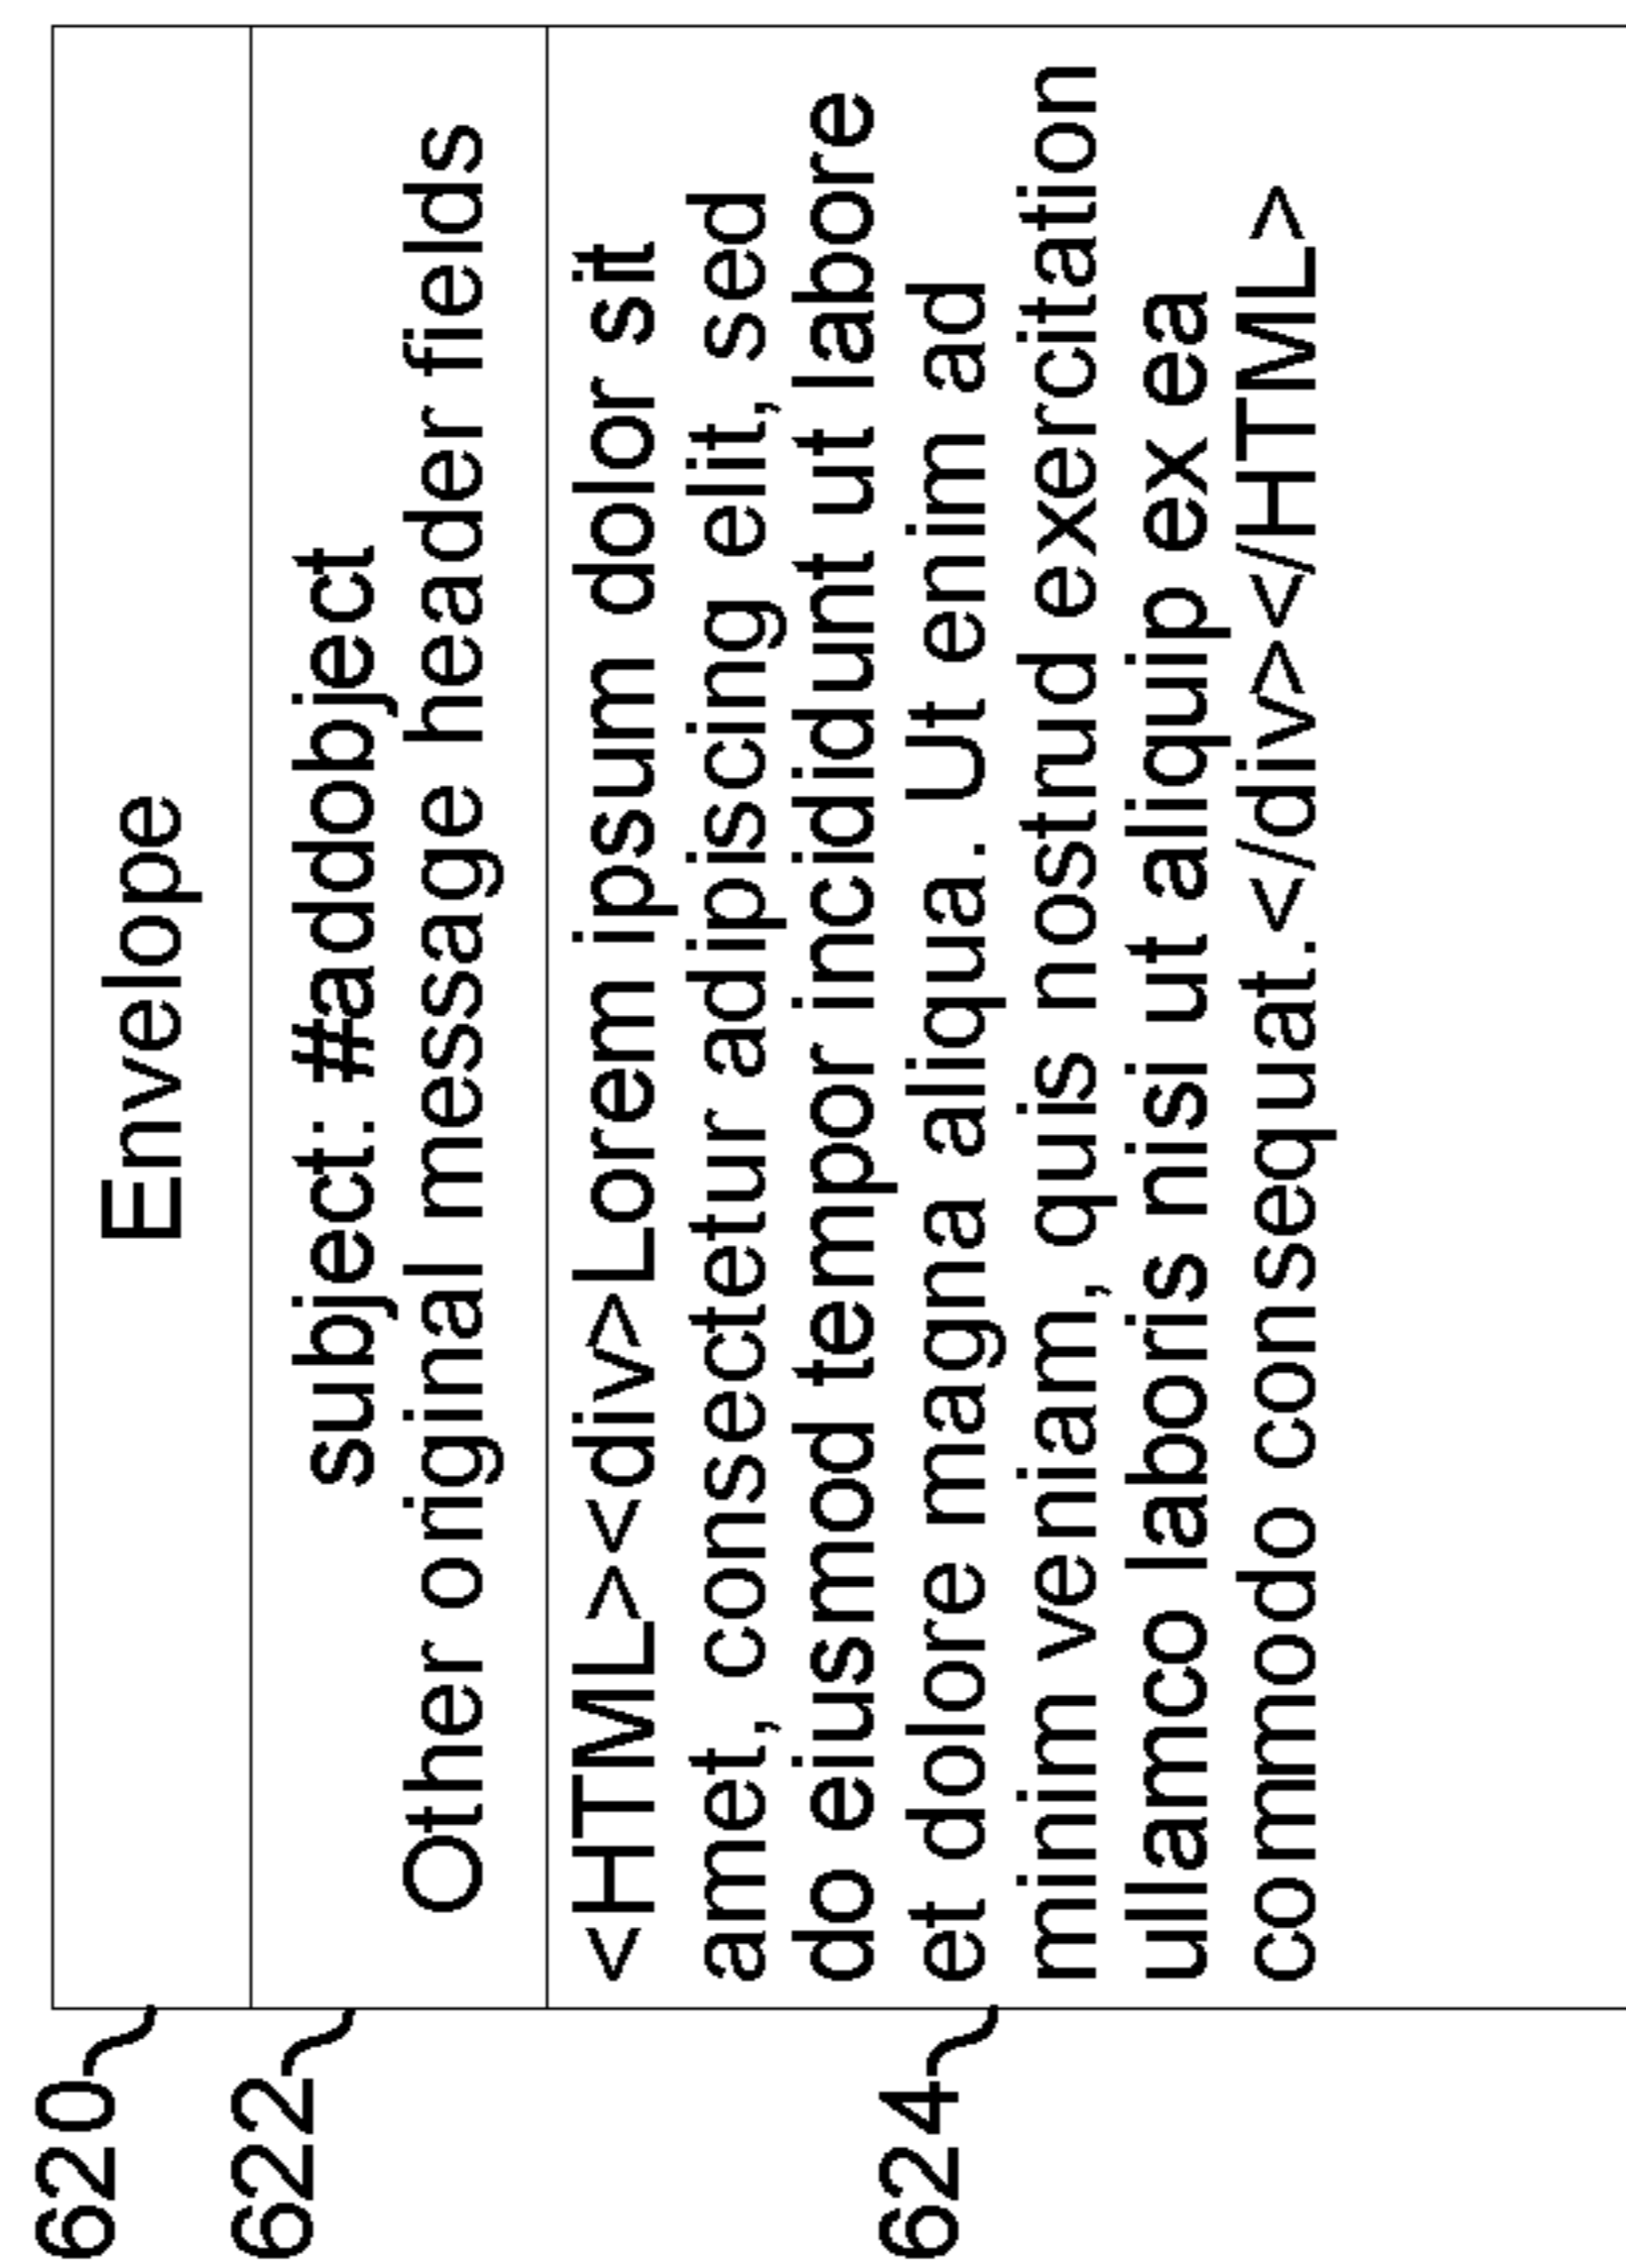 620
Envelope
622
subject: #addobject
Other original message header fields
624
<HTML><div>Lorem ipsum dolor sit
amet, consectetur adipiscing elit, sed
do eiusmod tempor incididunt ut labore
et dolore magna aliqua. Ut enim ad
minim veniam, quis nostrud exercitation
ullamco laboris nisi ut aliquip ex ea
commodo consequat.</div></HTML>